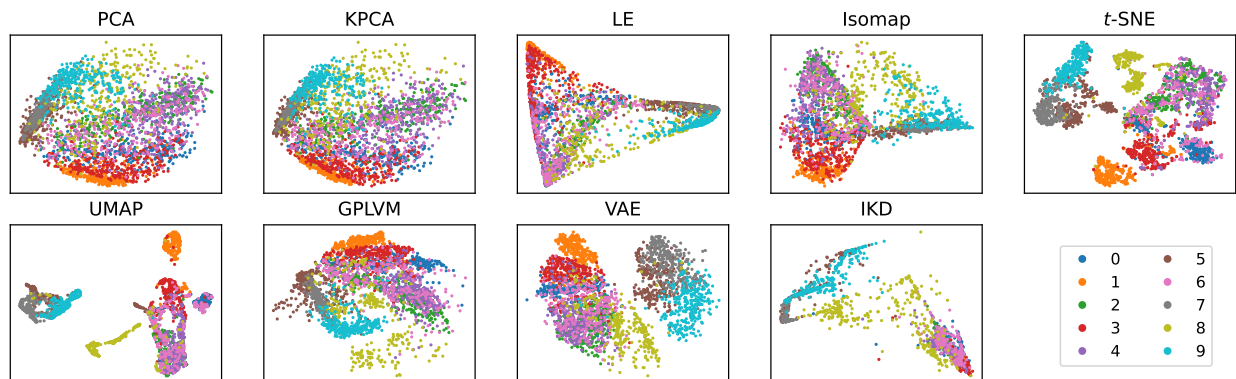 PCA
KPCA
LE
Isomap
t-SNE
UMAP
GPLVM
VAE
IKD
0 5
1 6
2 7
3 8
4 9